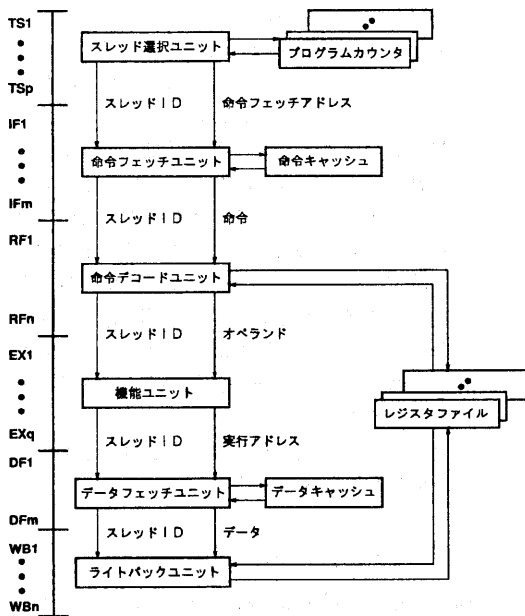 TS1
スレッド選択ユニット
プログラムカウンタ
TSp
スレッドID
命令フェッチアドレス
IF1
命令フェッチユニット
命令キャッシュ
IFm
スレッドID
命令
RF1
命令デコードユニット
RFn
スレッドID
オペランド
EX1
機能ユニット
レジスタファイル
EXq
スレッドID
実行アドレス
DF1
データフェッチユニット
データキャッシュ
DFm
スレッドID
データ
WB1
ライトバックユニット
WBn